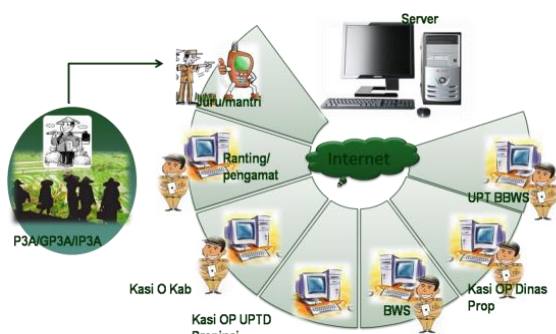 Server
Juru/mantri
Ranting/
pengamat
Internet
UPT BBWS
P3A/GP3A/IP3A
Kasi O Kab
Kasi OP UPTD
BWS
Kasi OP Dinas
Prop